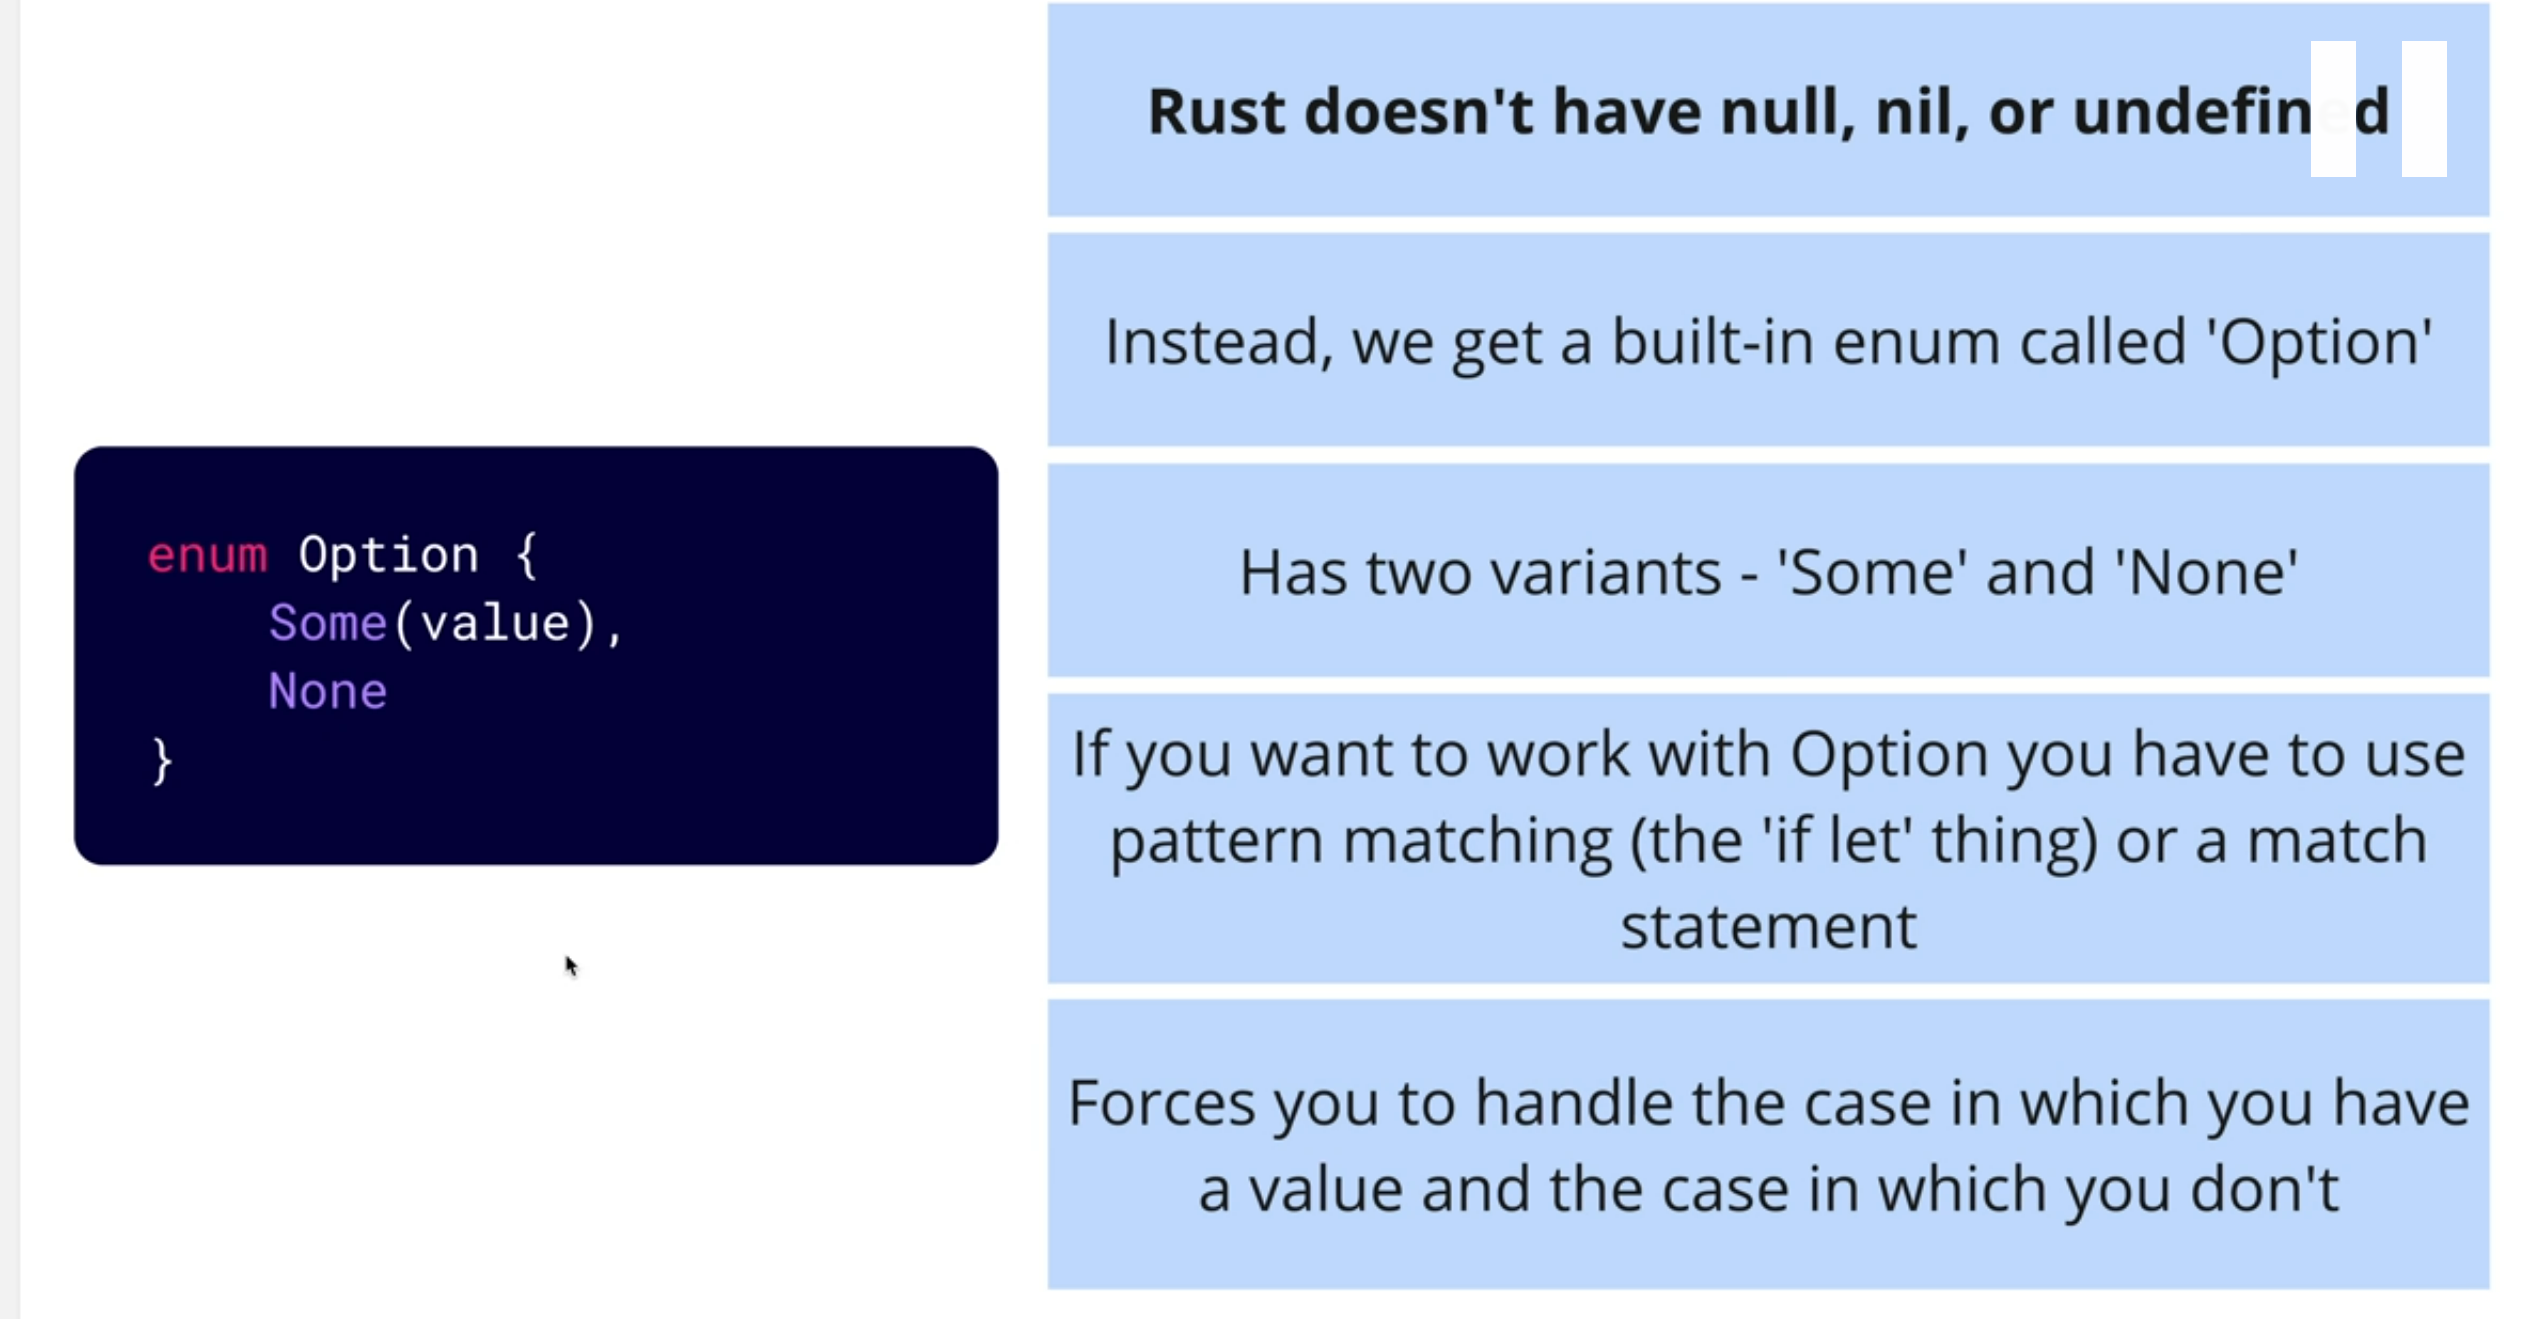 Rust doesn't have null, nil, or undefined
Instead, we get a built-in enum called 'Option'
enum Option {
    Some(value),
    None
}
Has two variants - 'Some' and 'None'
If you want to work with Option you have to use
pattern matching (the 'if let' thing) or a match
statement
Forces you to handle the case in which you have
a value and the case in which you don't